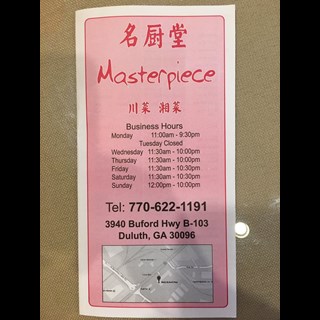 名厨堂
Masterpiece
川菜 湘菜
Business Hours
Monday 11:00am - 9:30pm
Tuesday Closed
Wednesday 11:30am - 10:00pm
Thursday 11:30am - 10:00pm
Friday 11:30am - 10:30pm
Saturday 11:30am - 10:30pm
Sunday 12:00pm - 10:00pm
Tel: 770-622-1191
3940 Buford Hwy B-103
Duluth, GA 30096